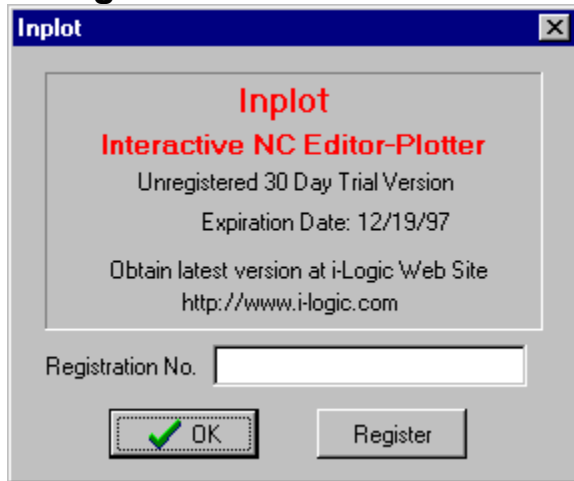 Inplot
Inplot
Interactive NC Editor-Plotter
Unregistered 30 Day Trial Version
Expiration Date: 12/19/97
Obtain latest version at i-Logic Web Site
http://www.i-logic.com
Registration No.
OK
Register